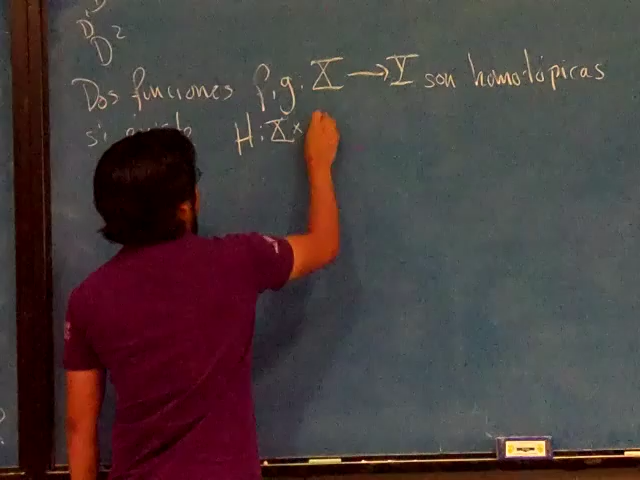 D
D²
Dos funciones f,g: X → Y son homotópicas
si existe H: X ×